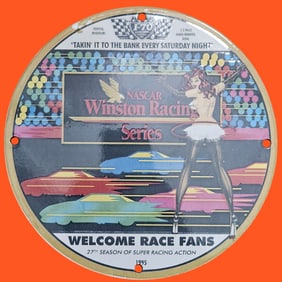 "TAKIN' IT TO THE BANK EVERY SATURDAY NIGHT"
NASCAR
Winston Racing
Series
WELCOME RACE FANS
27TH SEASON OF SUPER RACING ACTION
1995